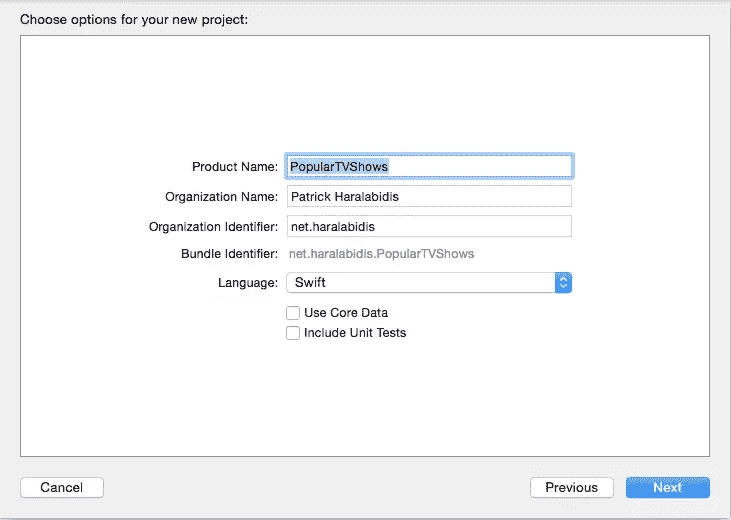 Choose options for your new project:
Product Name: PopularTVShows
Organization Name: Patrick Haralabidis
Organization Identifier: net.haralabidis
Bundle Identifier: net.haralabidis.PopularTVShows
Language: Swift
Use Core Data
Include Unit Tests
Cancel Previous Next